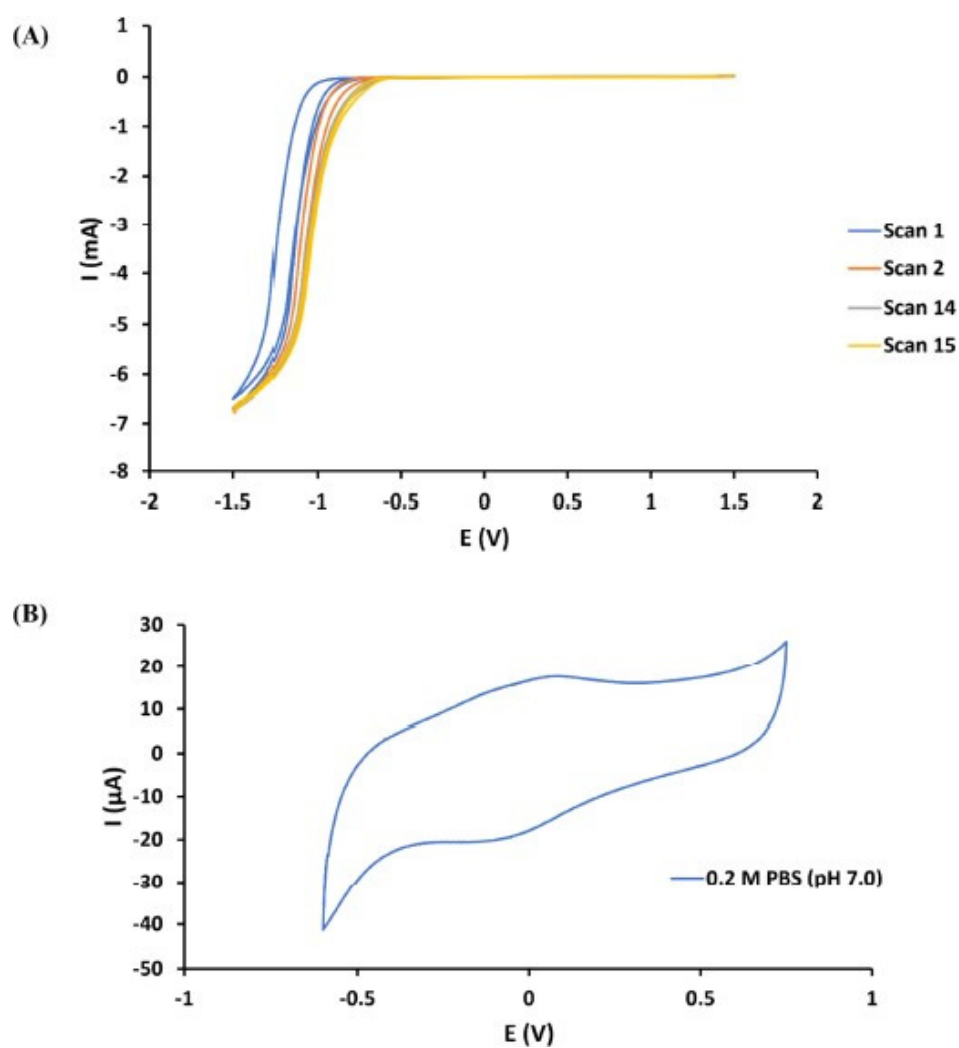 (A)
1
0
-1
-2
-3
-4
-5
-6
-7
-8
I (mA)
-2 -1.5 -1 -0.5 0 0.5 1 1.5 2
E (V)
Scan 1
Scan 2
Scan 14
Scan 15
(B)
30
20
10
0
-10
-20
-30
-40
-50
I (µA)
-1 -0.5 0 0.5 1
E (V)
0.2 M PBS (pH 7.0)